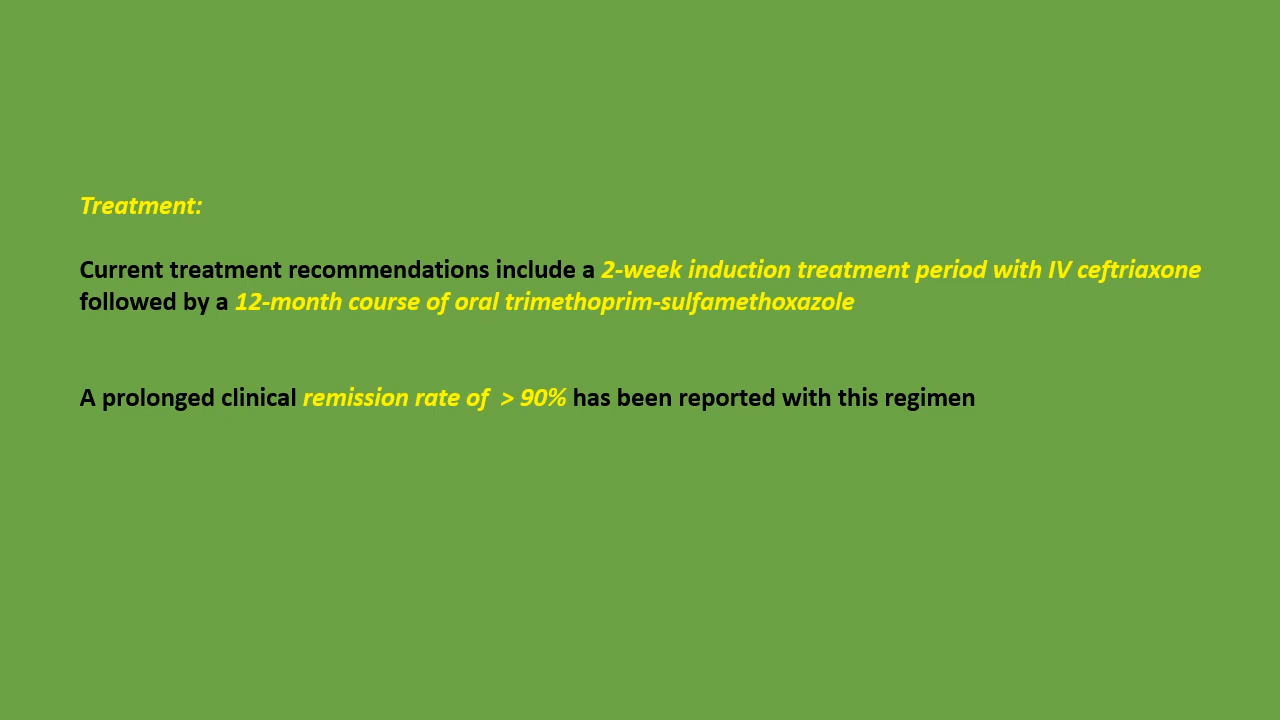 Treatment:
Current treatment recommendations include a 2-week induction treatment period with IV ceftriaxone
followed by a 12-month course of oral trimethoprim-sulfamethoxazole
A prolonged clinical remission rate of  > 90% has been reported with this regimen